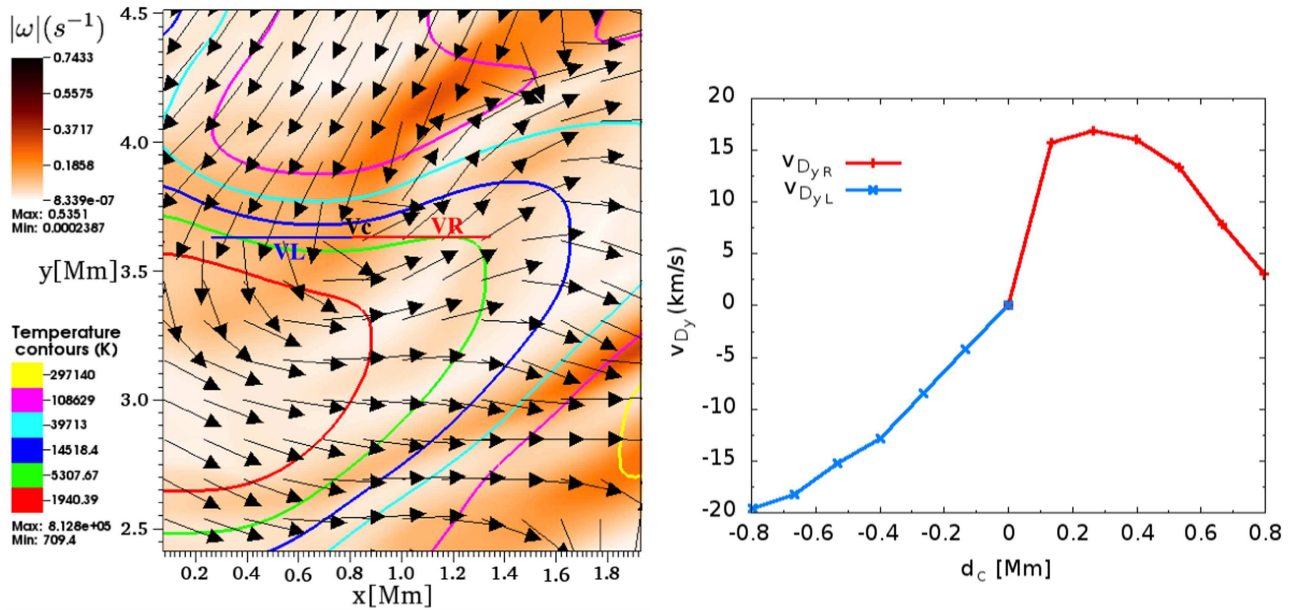 |ω|(s⁻¹)
0.7433
0.5575
0.3717
0.1858
8.339e-07
Max: 0.5351
Min: 0.0002387
Temperature
contours (K)
297140
108629
39713
14518.4
5307.67
1940.39
Max: 8.128e+05
Min: 709.4
4.5
4.0
3.5
3.0
2.5
y[Mm]
VL
Vc
VR
0.2 0.4 0.6 0.8 1.0 1.2 1.4 1.6 1.8
x[Mm]
20
15
10
5
0
-5
-10
-15
-20
v_Dy (km/s)
v_DyR
v_DyL
-0.8 -0.6 -0.4 -0.2 0 0.2 0.4 0.6 0.8
d_c [Mm]